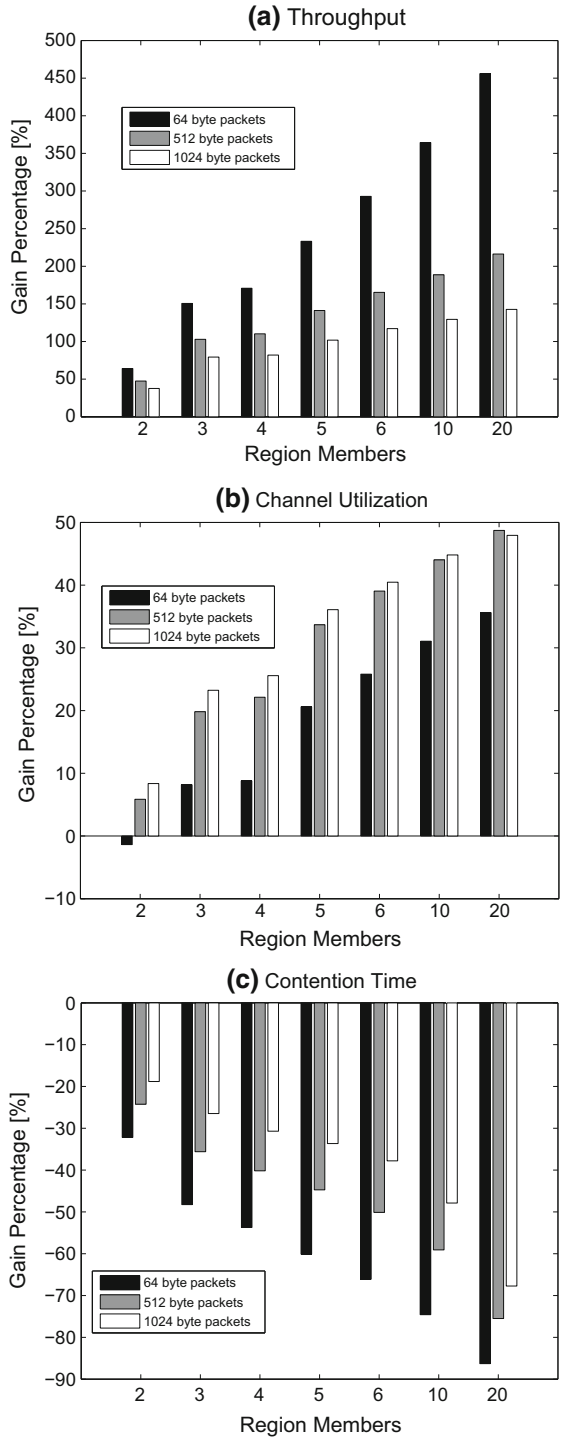 (a) Throughput
500
450
400
350
300
250
200
150
100
50
0
Gain Percentage [%]
64 byte packets
512 byte packets
1024 byte packets
2 3 4 5 6 10 20
Region Members
(b) Channel Utilization
50
40
30
20
10
0
−10
Gain Percentage [%]
64 byte packets
512 byte packets
1024 byte packets
2 3 4 5 6 10 20
Region Members
(c) Contention Time
0
−10
−20
−30
−40
−50
−60
−70
−80
−90
Gain Percentage [%]
64 byte packets
512 byte packets
1024 byte packets
2 3 4 5 6 10 20
Region Members